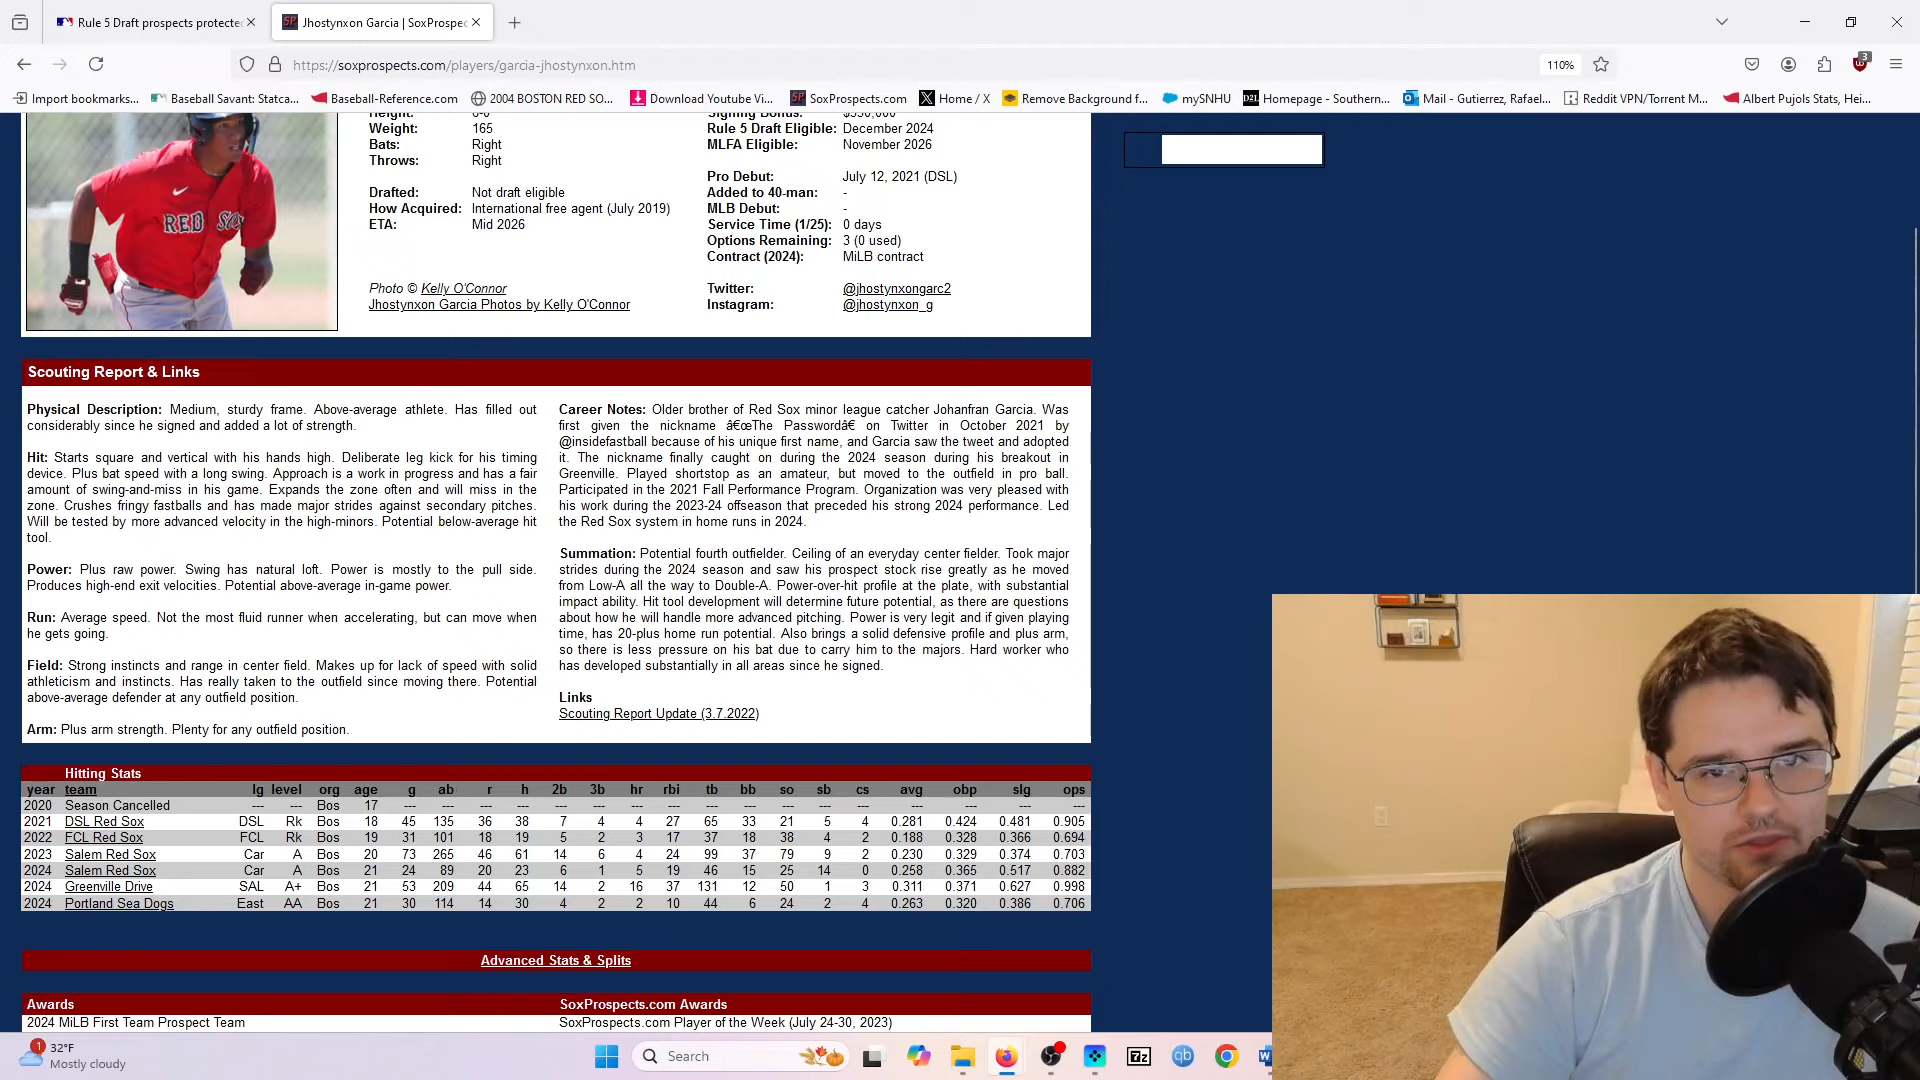 Rule 5 Draft prospects protected
Jhostynxon Garcia | SoxProspec
https://soxprospects.com/players/garcia-jhostynxon.htm
110%
3
Import bookmarks...
Baseball Savant: Statca...
Baseball-Reference.com
2004 BOSTON RED SO...
Download Youtube Vi...
SoxProspects.com
Home / X
Remove Background f...
mySNHU
D2L Homepage - Southern...
Mail - Gutierrez, Rafael...
Reddit VPN/Torrent M...
Albert Pujols Stats, Hei...
Height: 6-0
Signing Bonus: $350,000
Weight: 165
Rule 5 Draft Eligible: December 2024
Bats: Right
MLFA Eligible: November 2026
Throws: Right
Pro Debut: July 12, 2021 (DSL)
Drafted: Not draft eligible
Added to 40-man: -
How Acquired: International free agent (July 2019)
MLB Debut: -
ETA: Mid 2026
Service Time (1/25): 0 days
Options Remaining: 3 (0 used)
Contract (2024): MiLB contract
Photo © Kelly O'Connor
Twitter: @jhostynxongarc2
Jhostynxon Garcia Photos by Kelly O'Connor
Instagram: @jhostynxon_g
RED SOX
Scouting Report & Links
Physical Description: Medium, sturdy frame. Above-average athlete. Has filled out
considerably since he signed and added a lot of strength.
Hit: Starts square and vertical with his hands high. Deliberate leg kick for his timing
device. Plus bat speed with a long swing. Approach is a work in progress and has a fair
amount of swing-and-miss in his game. Expands the zone often and will miss in the
zone. Crushes fringy fastballs and has made major strides against secondary pitches.
Will be tested by more advanced velocity in the high-minors. Potential below-average hit
tool.
Power: Plus raw power. Swing has natural loft. Power is mostly to the pull side.
Produces high-end exit velocities. Potential above-average in-game power.
Run: Average speed. Not the most fluid runner when accelerating, but can move when
he gets going.
Field: Strong instincts and range in center field. Makes up for lack of speed with solid
athleticism and instincts. Has really taken to the outfield since moving there. Potential
above-average defender at any outfield position.
Arm: Plus arm strength. Plenty for any outfield position.
Career Notes: Older brother of Red Sox minor league catcher Johanfran Garcia. Was
first given the nickname â€œThe Passwordâ€ on Twitter in October 2021 by
@insidefastball because of his unique first name, and Garcia saw the tweet and adopted
it. The nickname finally caught on during the 2024 season during his breakout in
Greenville. Played shortstop as an amateur, but moved to the outfield in pro ball.
Participated in the 2021 Fall Performance Program. Organization was very pleased with
his work during the 2023-24 offseason that preceded his strong 2024 performance. Led
the Red Sox system in home runs in 2024.
Summation: Potential fourth outfielder. Ceiling of an everyday center fielder. Took major
strides during the 2024 season and saw his prospect stock rise greatly as he moved
from Low-A all the way to Double-A. Power-over-hit profile at the plate, with substantial
impact ability. Hit tool development will determine future potential, as there are questions
about how he will handle more advanced pitching. Power is very legit and if given playing
time, has 20-plus home run potential. Also brings a solid defensive profile and plus arm,
so there is less pressure on his bat due to carry him to the majors. Hard worker who
has developed substantially in all areas since he signed.
Links
Scouting Report Update (3.7.2022)
Hitting Stats
year team lg level org age g ab r h 2b 3b hr rbi tb bb so sb cs avg obp slg ops
2020 Season Cancelled --- --- Bos 17 --- --- --- --- --- --- --- --- --- --- --- --- --- --- --- --- ---
2021 DSL Red Sox DSL Rk Bos 18 45 135 36 38 7 4 4 27 65 33 21 5 4 0.281 0.424 0.481 0.905
2022 FCL Red Sox FCL Rk Bos 19 31 101 18 19 5 2 3 17 37 18 38 4 2 0.188 0.328 0.366 0.694
2023 Salem Red Sox Car A Bos 20 73 265 46 61 14 6 4 24 99 37 79 9 2 0.230 0.329 0.374 0.703
2024 Salem Red Sox Car A Bos 21 24 89 20 23 6 1 5 19 46 15 25 14 0 0.258 0.365 0.517 0.882
2024 Greenville Drive SAL A+ Bos 21 53 209 44 65 14 2 16 37 131 12 50 1 3 0.311 0.371 0.627 0.998
2024 Portland Sea Dogs East AA Bos 21 30 114 14 30 4 2 2 10 44 6 24 2 4 0.263 0.320 0.386 0.706
Advanced Stats & Splits
Awards
SoxProspects.com Awards
2024 MiLB First Team Prospect Team
SoxProspects.com Player of the Week (July 24-30, 2023)
1
32°F
Mostly cloudy
Search
7z
qb